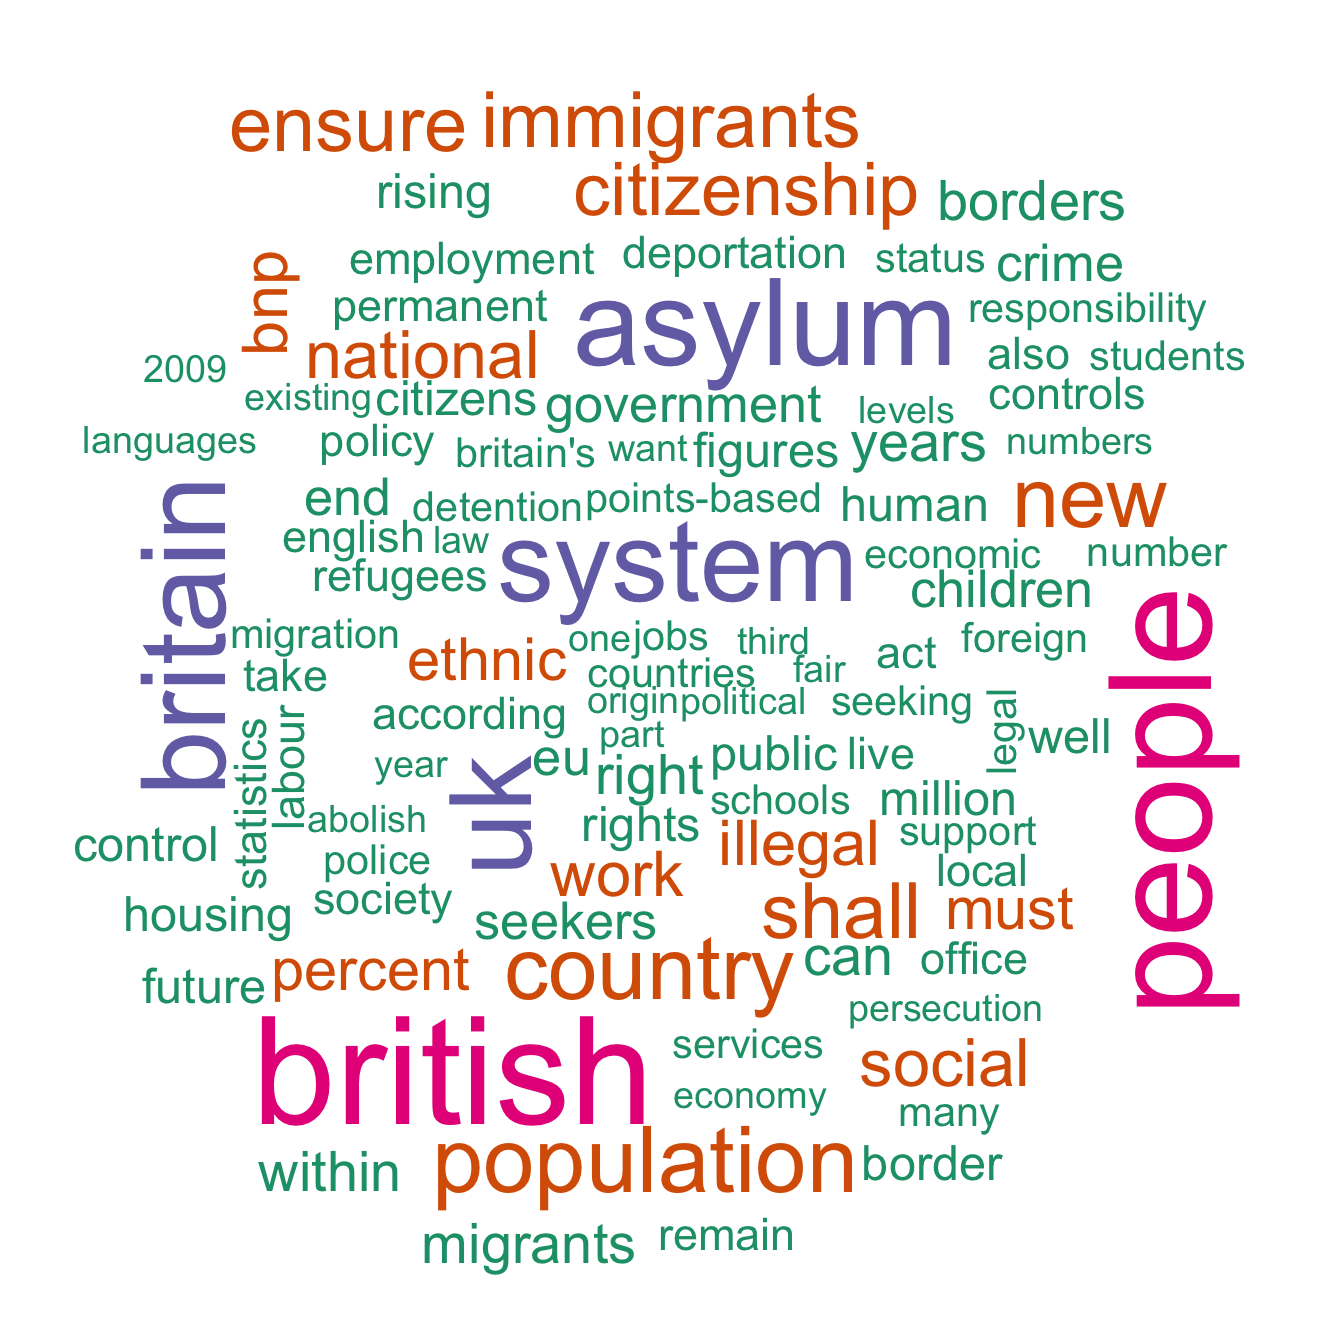 ensure immigrants
rising citizenship borders
employment deportation status crime
bnp permanent asylum responsibility
2009 national also students
existing citizens government levels controls
languages policy britain's want figures years numbers
britain end detention points-based human new
english law system economic number
refugees children people
migration ethnic one jobs third act foreign
take countries fair
according origin political seeking legal well
statistics labour year uk eu part right public live
abolish rights schools million
control police work illegal support
housing society seekers shall local must
future percent country can office
british services persecution
economy social
many
within population border
migrants remain